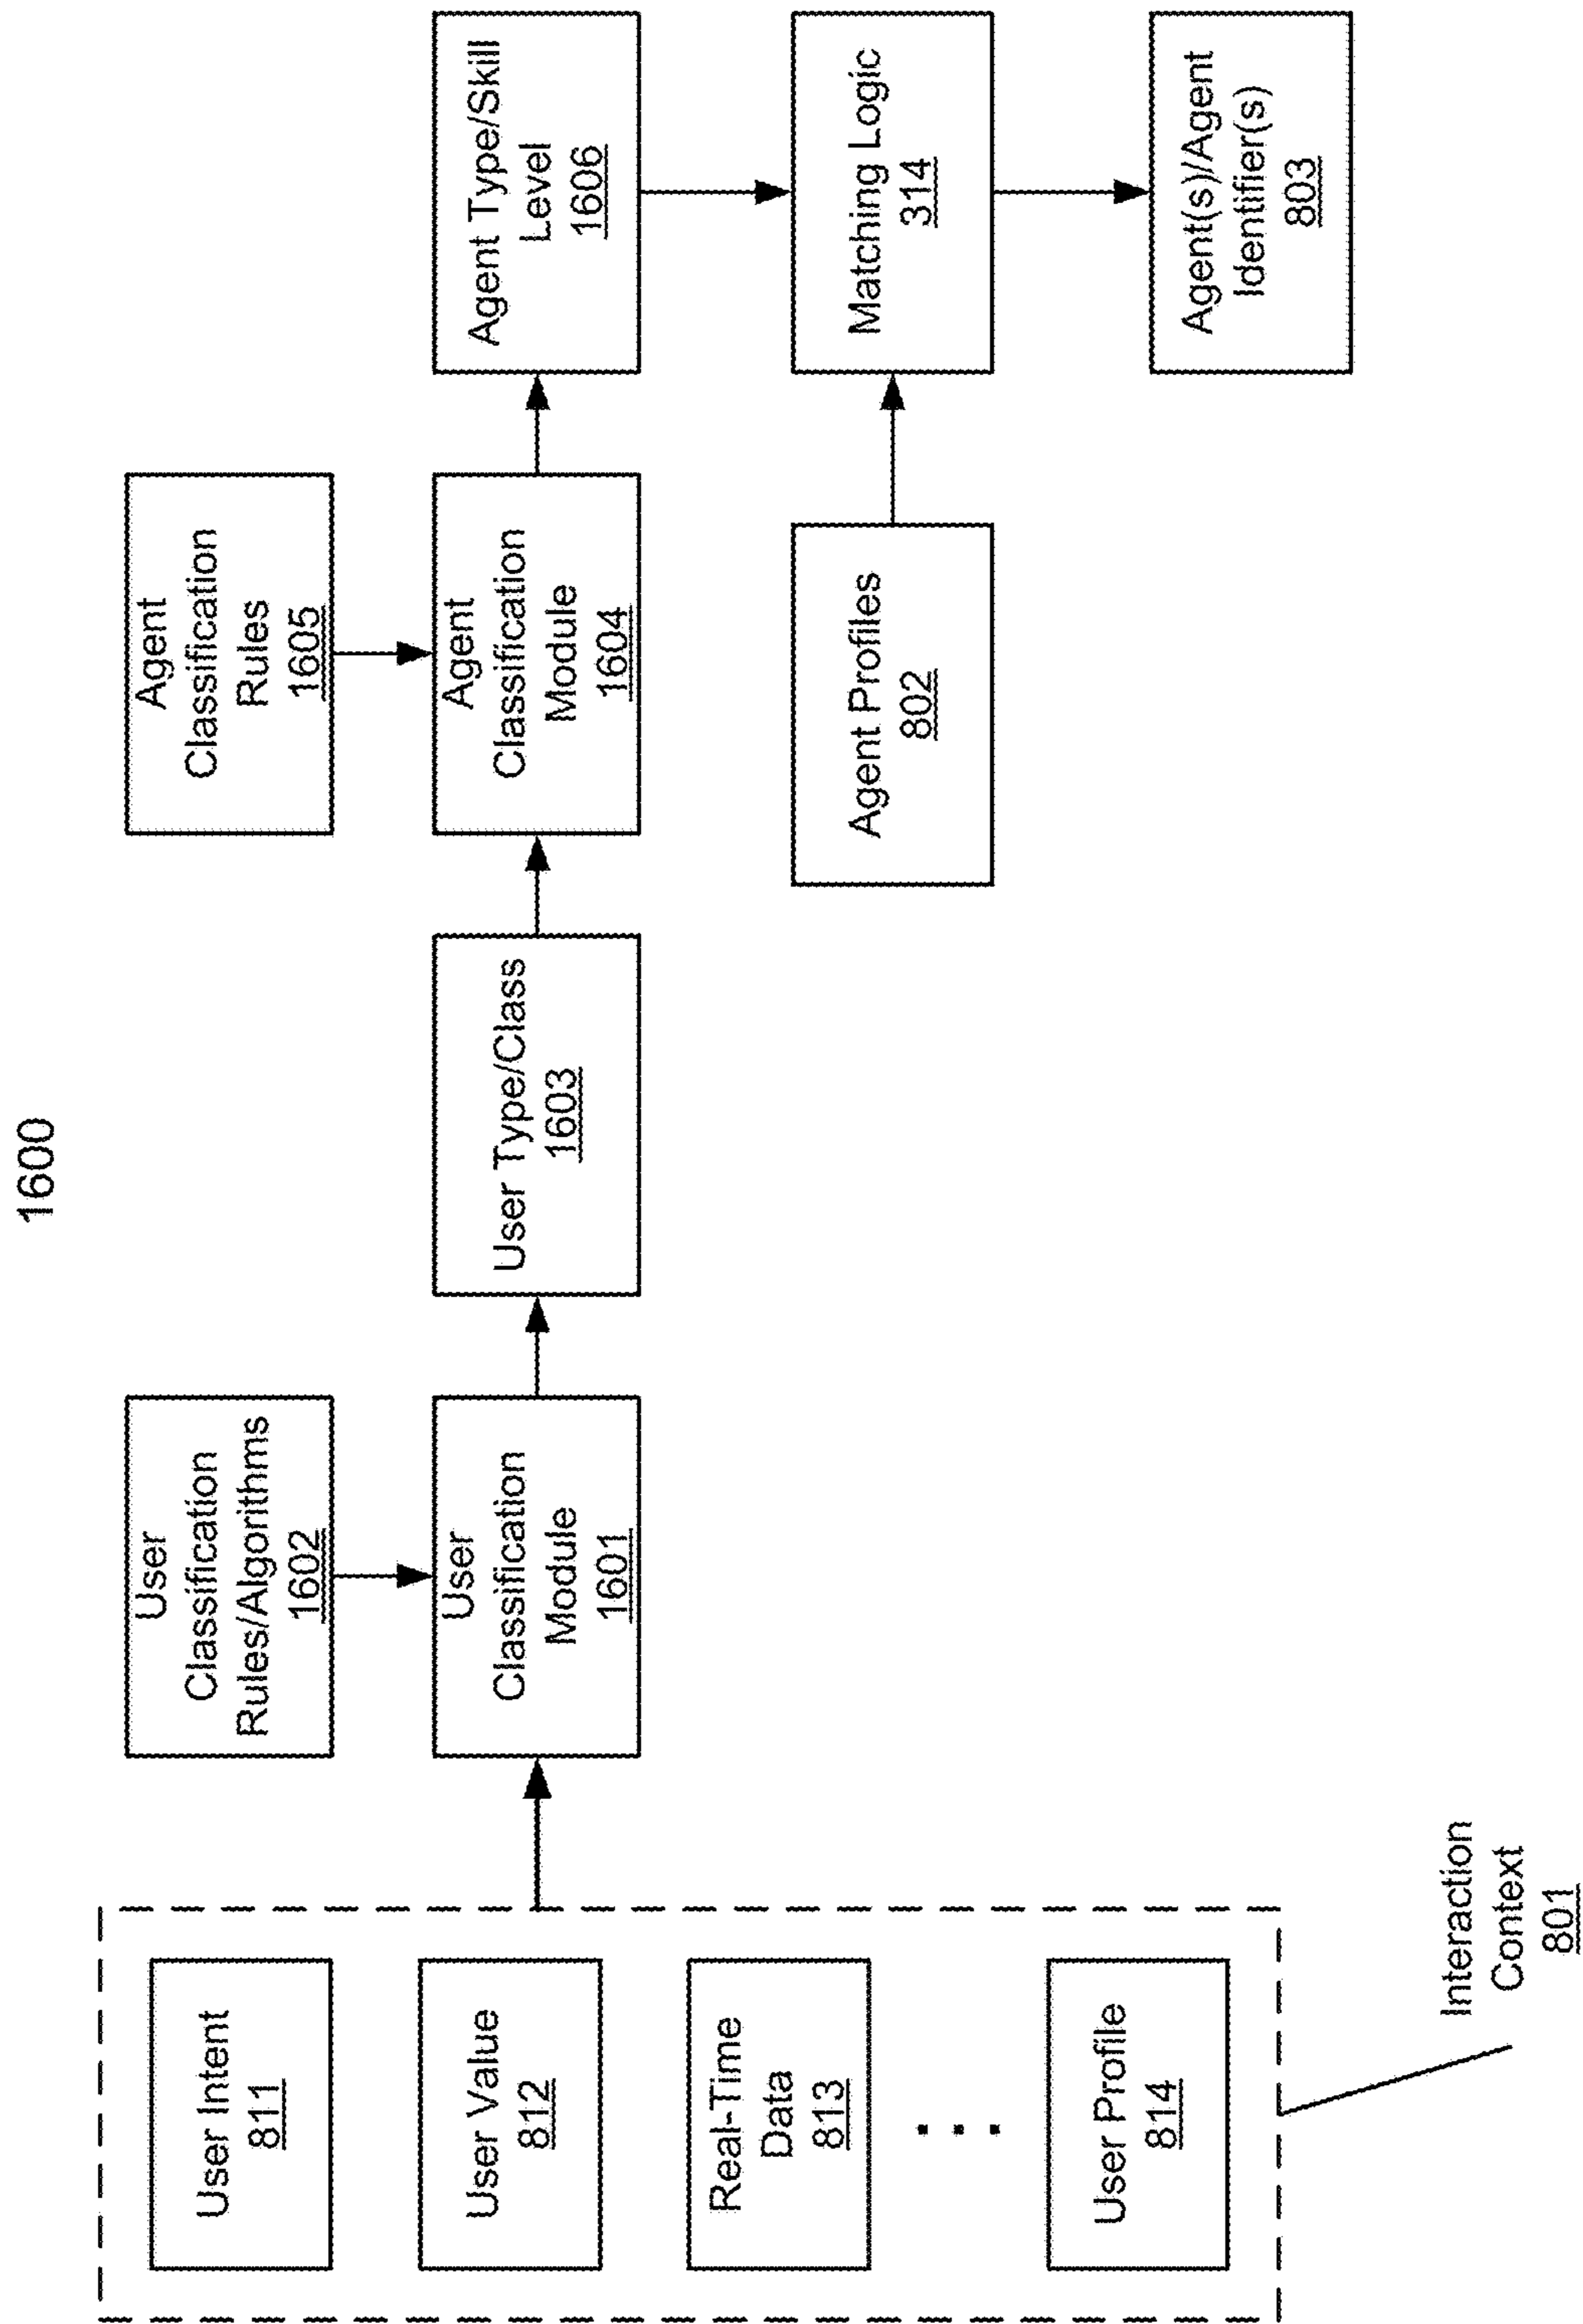 1600
User Intent
811
User Value
812
Real-Time
Data
813
. . .
User Profile
814
Interaction
Context
801
User
Classification
Rules/Algorithms
1602
User
Classification
Module
1601
User Type/Class
1603
Agent
Classification
Rules
1605
Agent
Classification
Module
1604
Agent Type/Skill
Level
1606
Agent Profiles
802
Matching Logic
314
Agent(s)/Agent
Identifier(s)
803